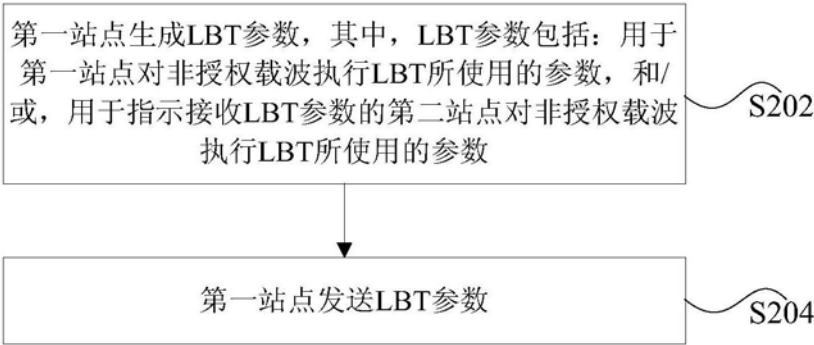 第一站点生成LBT参数，其中，LBT参数包括：用于
第一站点对非授权载波执行LBT所使用的参数，和/
或，用于指示接收LBT参数的第二站点对非授权载波
执行LBT所使用的参数
S202
第一站点发送LBT参数
S204